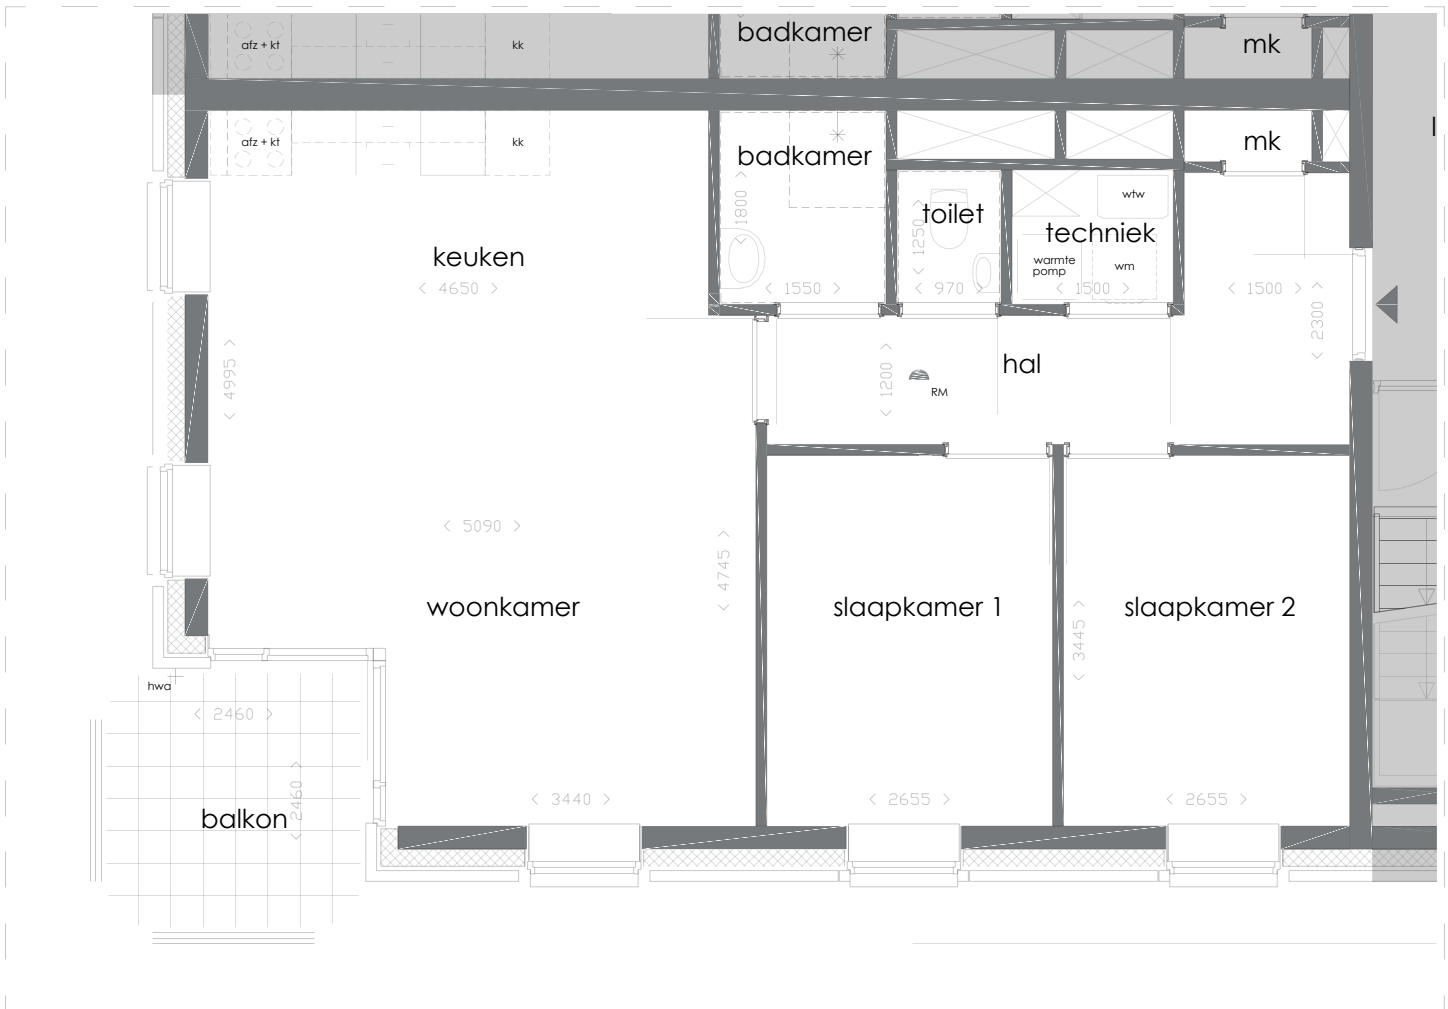 badkamer
afz + kt
kk
mk
afz + kt
kk
badkamer
mk
l
1800
toilet
1250
wtw
techniek
keuken
warmte
pomp
wm
4650
1550
970
1500
1500
2300
4995
1200
hal
RM
5090
4745
woonkamer
slaapkamer 1
slaapkamer 2
3445
hwa
2460
2460
balkon
3440
2655
2655